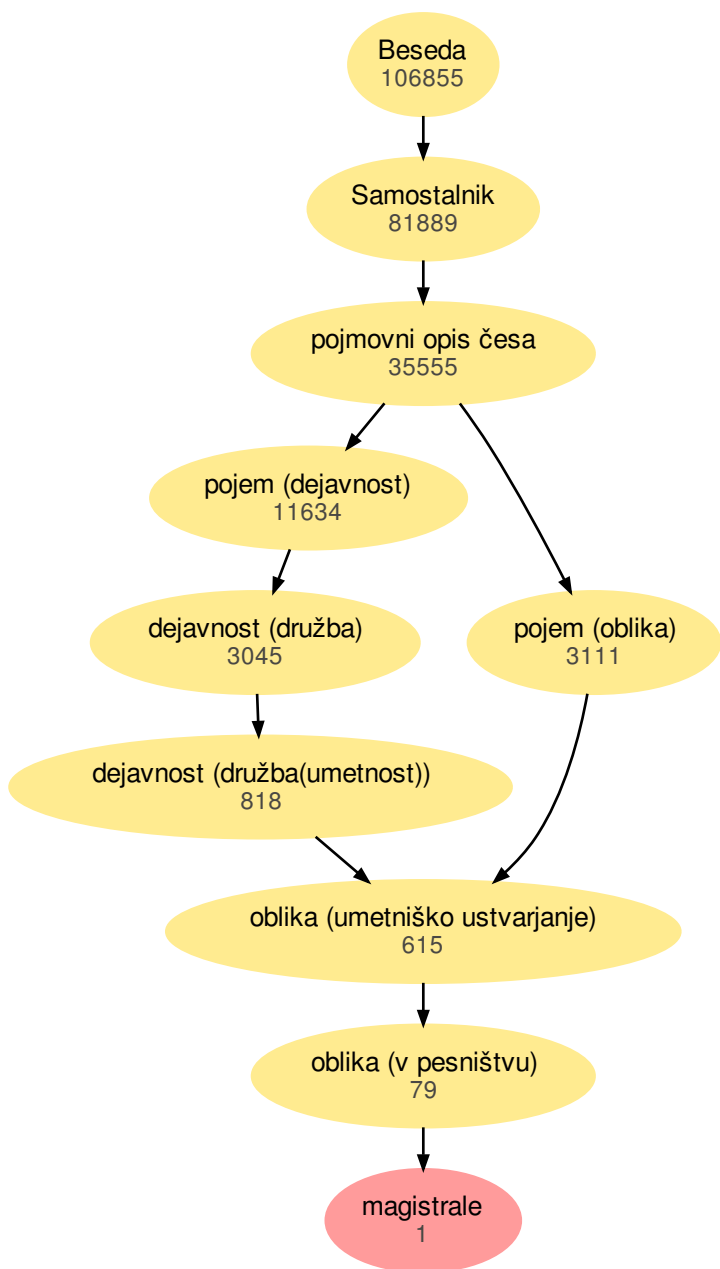 Beseda
106855
Samostalnik
81889
pojmovni opis česa
35555
pojem (dejavnost)
11634
dejavnost (družba)
3045
pojem (oblika)
3111
dejavnost (družba(umetnost))
818
oblika (umetniško ustvarjanje)
615
oblika (v pesništvu)
79
magistrale
1